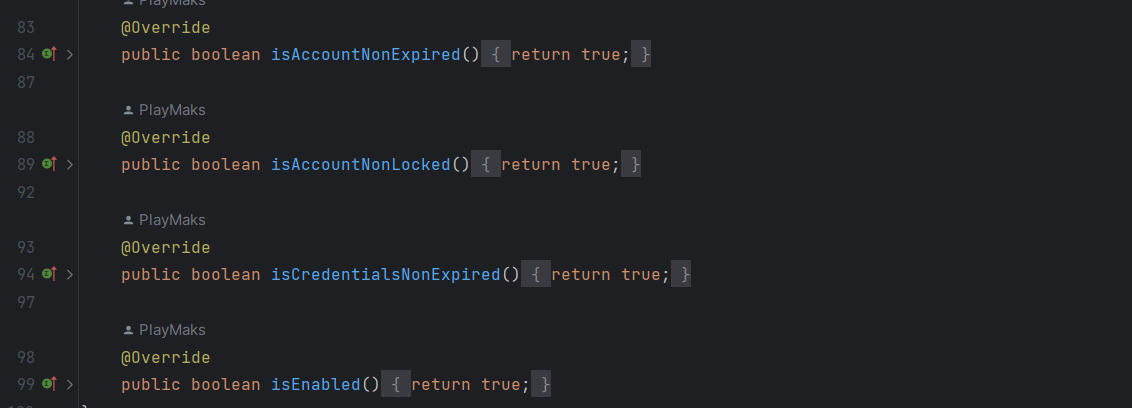 PlayMaks
83 @Override
84 public boolean isAccountNonExpired() { return true; }
87
PlayMaks
88 @Override
89 public boolean isAccountNonLocked() { return true; }
92
PlayMaks
93 @Override
94 public boolean isCredentialsNonExpired() { return true; }
97
PlayMaks
98 @Override
99 public boolean isEnabled() { return true; }